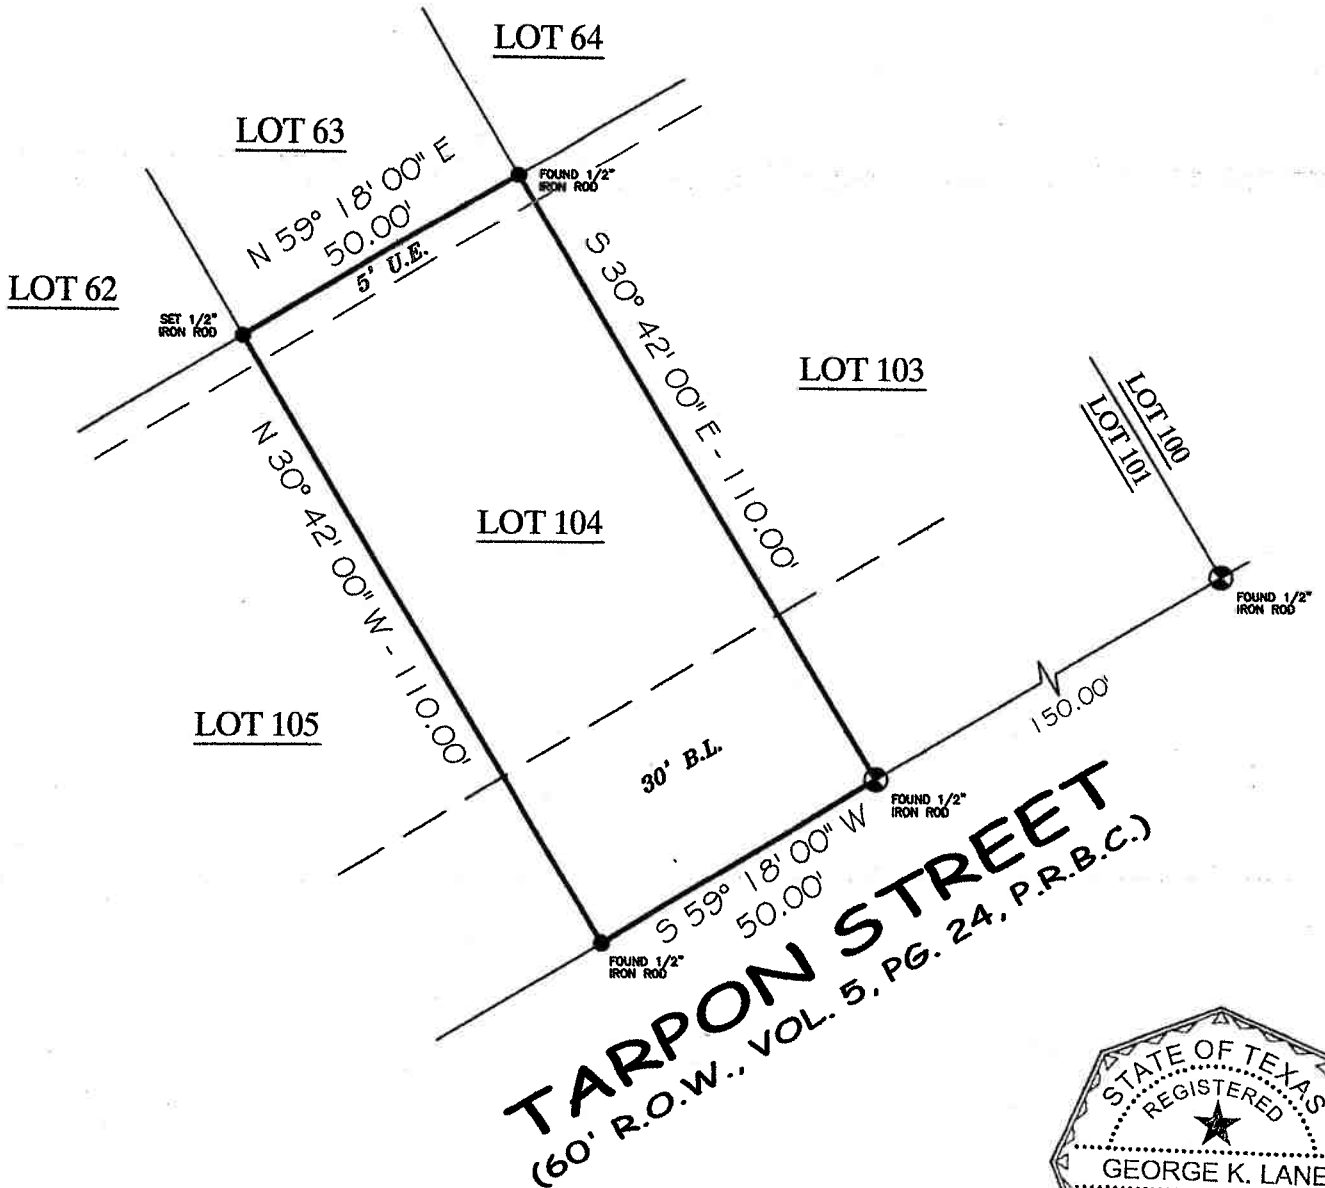 LOT 64
LOT 63
N 59° 18' 00" E
50.00'
5' U.E.
FOUND 1/2"
IRON ROD
LOT 62
SET 1/2"
IRON ROD
S 30° 42' 00" E - 110.00'
LOT 103
LOT 100
LOT 101
N 30° 42' 00" W - 110.00'
LOT 104
FOUND 1/2"
IRON ROD
LOT 105
30' B.L.
150.00'
FOUND 1/2"
IRON ROD
S 59° 18' 00" W
50.00'
FOUND 1/2"
IRON ROD
TARPON STREET
(60' R.O.W., VOL. 5, PG. 24, P.R.B.C.)
STATE OF TEXAS
REGISTERED
GEORGE K. LANE